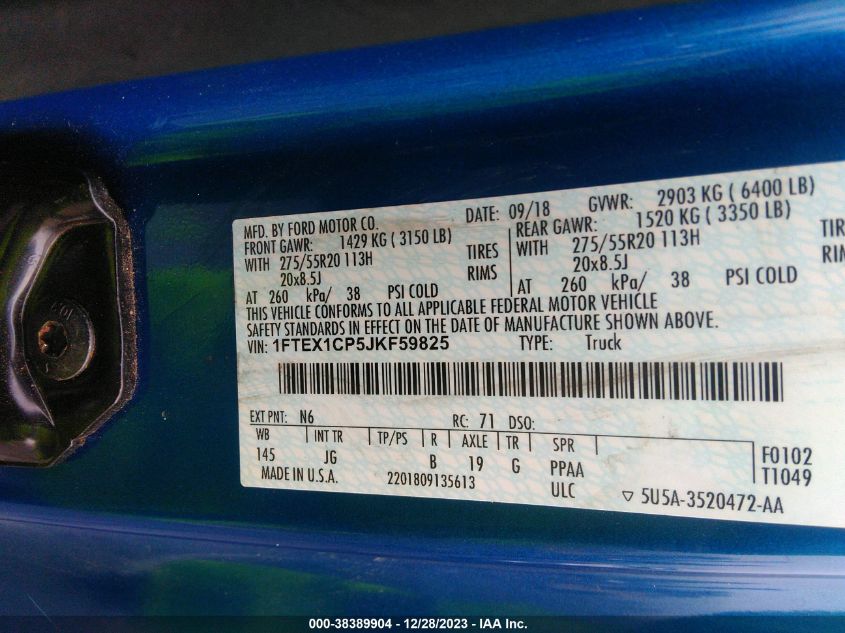 MFD. BY FORD MOTOR CO. DATE: 09/18 GVWR: 2903 KG ( 6400 LB)
FRONT GAWR: 1429 KG ( 3150 LB) REAR GAWR: 1520 KG ( 3350 LB)
WITH 275/55R20 113H TIRES WITH 275/55R20 113H TIRES
20x8.5J RIMS 20x8.5J RIMS
AT 260 kPa/ 38 PSI COLD AT 260 kPa/ 38 PSI COLD
THIS VEHICLE CONFORMS TO ALL APPLICABLE FEDERAL MOTOR VEHICLE
SAFETY STANDARDS IN EFFECT ON THE DATE OF MANUFACTURE SHOWN ABOVE.
VIN: 1FTEX1CP5JKF59825 TYPE: Truck
EXT PNT: N6 RC: 71 DSO:
WB INT TR TP/PS R AXLE TR SPR F0102
145 JG B 19 G PPAA T1049
MADE IN U.S.A. 2201809135613 ULC 5U5A-3520472-AA
000-38389904 - 12/28/2023 - IAA Inc.